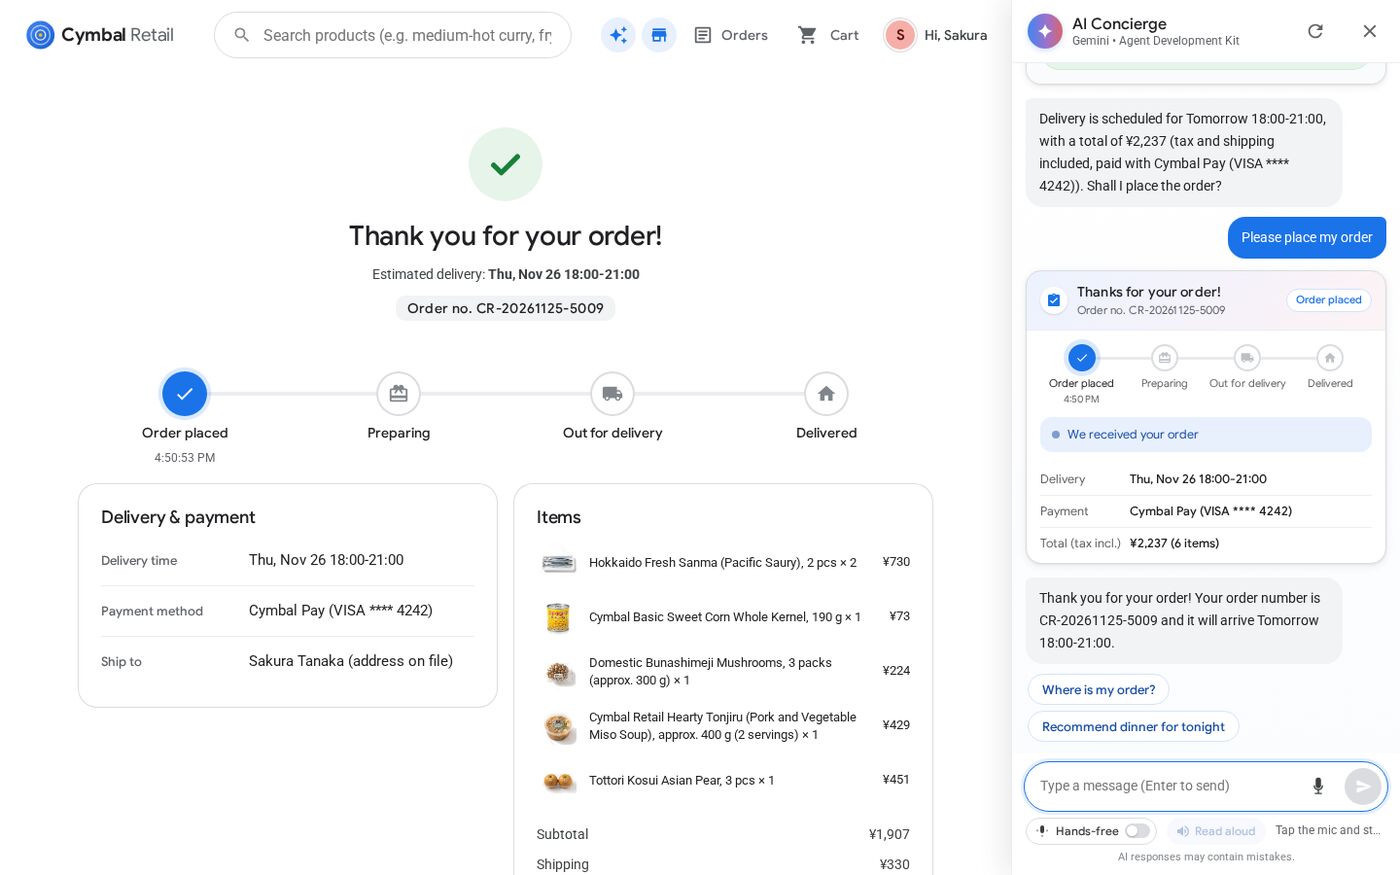 Cymbal Retail
Search products (e.g. medium-hot curry, fr
Orders
Cart
S
Hi, Sakura
Thank you for your order!
Estimated delivery: Thu, Nov 26 18:00-21:00
Order no. CR-20261125-5009
Order placed
4:50:53 PM
Preparing
Out for delivery
Delivered
Delivery & payment
Delivery time
Thu, Nov 26 18:00-21:00
Payment method
Cymbal Pay (VISA **** 4242)
Ship to
Sakura Tanaka (address on file)
Items
Hokkaido Fresh Sanma (Pacific Saury), 2 pcs × 2
¥730
Cymbal Basic Sweet Corn Whole Kernel, 190 g × 1
¥73
Domestic Bunashimeji Mushrooms, 3 packs
(approx. 300 g) × 1
¥224
Cymbal Retail Hearty Tonjiru (Pork and Vegetable
Miso Soup), approx. 400 g (2 servings) × 1
¥429
Tottori Kosui Asian Pear, 3 pcs × 1
¥451
Subtotal
¥1,907
Shipping
¥330
AI Concierge
Gemini • Agent Development Kit
Delivery is scheduled for Tomorrow 18:00-21:00,
with a total of ¥2,237 (tax and shipping
included, paid with Cymbal Pay (VISA ****
4242)). Shall I place the order?
Please place my order
Thanks for your order!
Order no. CR-20261125-5009
Order placed
Order placed
4:50 PM
Preparing
Out for delivery
Delivered
We received your order
Delivery
Thu, Nov 26 18:00-21:00
Payment
Cymbal Pay (VISA **** 4242)
Total (tax incl.)
¥2,237 (6 items)
Thank you for your order! Your order number is
CR-20261125-5009 and it will arrive Tomorrow
18:00-21:00.
Where is my order?
Recommend dinner for tonight
Type a message (Enter to send)
Hands-free
Read aloud
Tap the mic and st...
AI responses may contain mistakes.